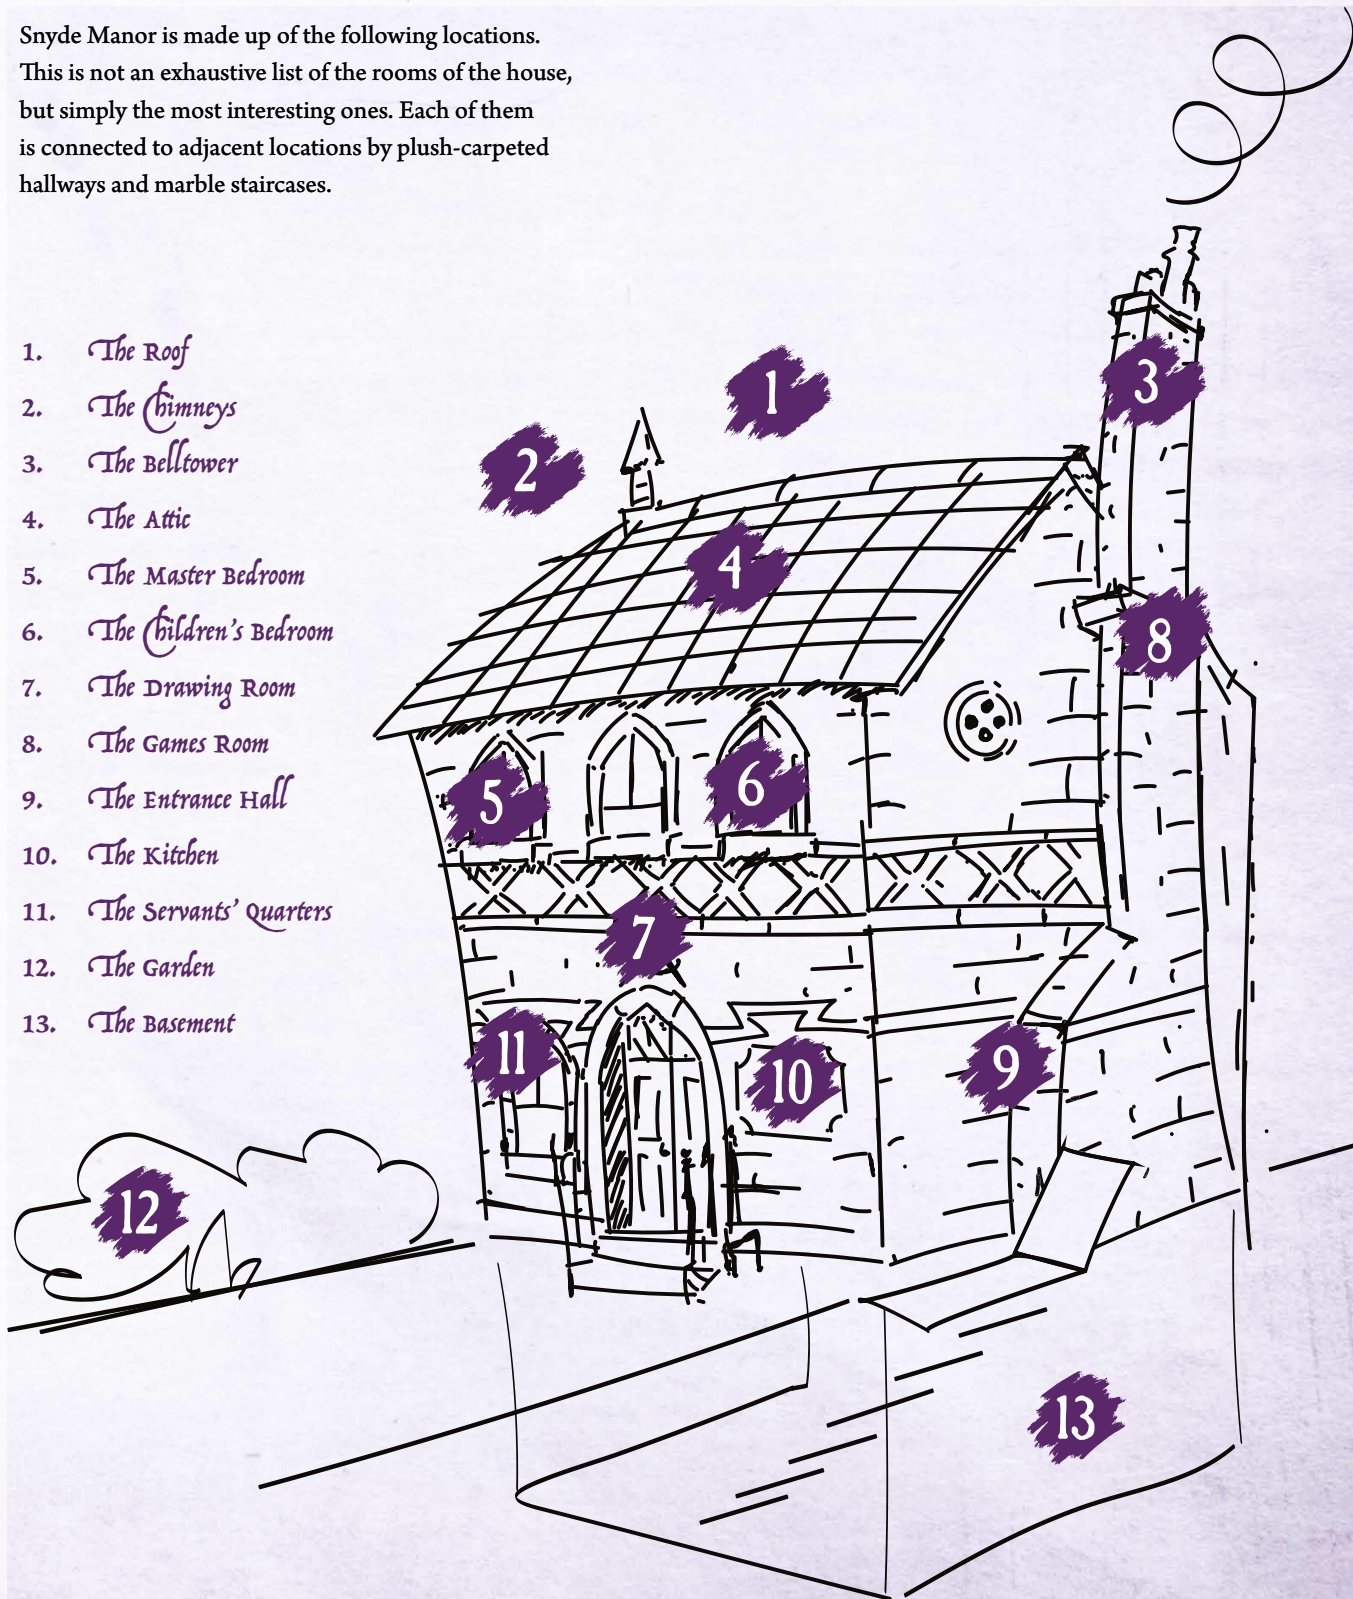 Snyde Manor is made up of the following locations.
This is not an exhaustive list of the rooms of the house,
but simply the most interesting ones. Each of them
is connected to adjacent locations by plush-carpeted
hallways and marble staircases.
1. The Roof
2. The Chimneys
3. The Belltower
4. The Attic
5. The Master Bedroom
6. The Children's Bedroom
7. The Drawing Room
8. The Games Room
9. The Entrance Hall
10. The Kitchen
11. The Servants' Quarters
12. The Garden
13. The Basement
1
3
2
4
8
5
6
7
11
10
9
12
13